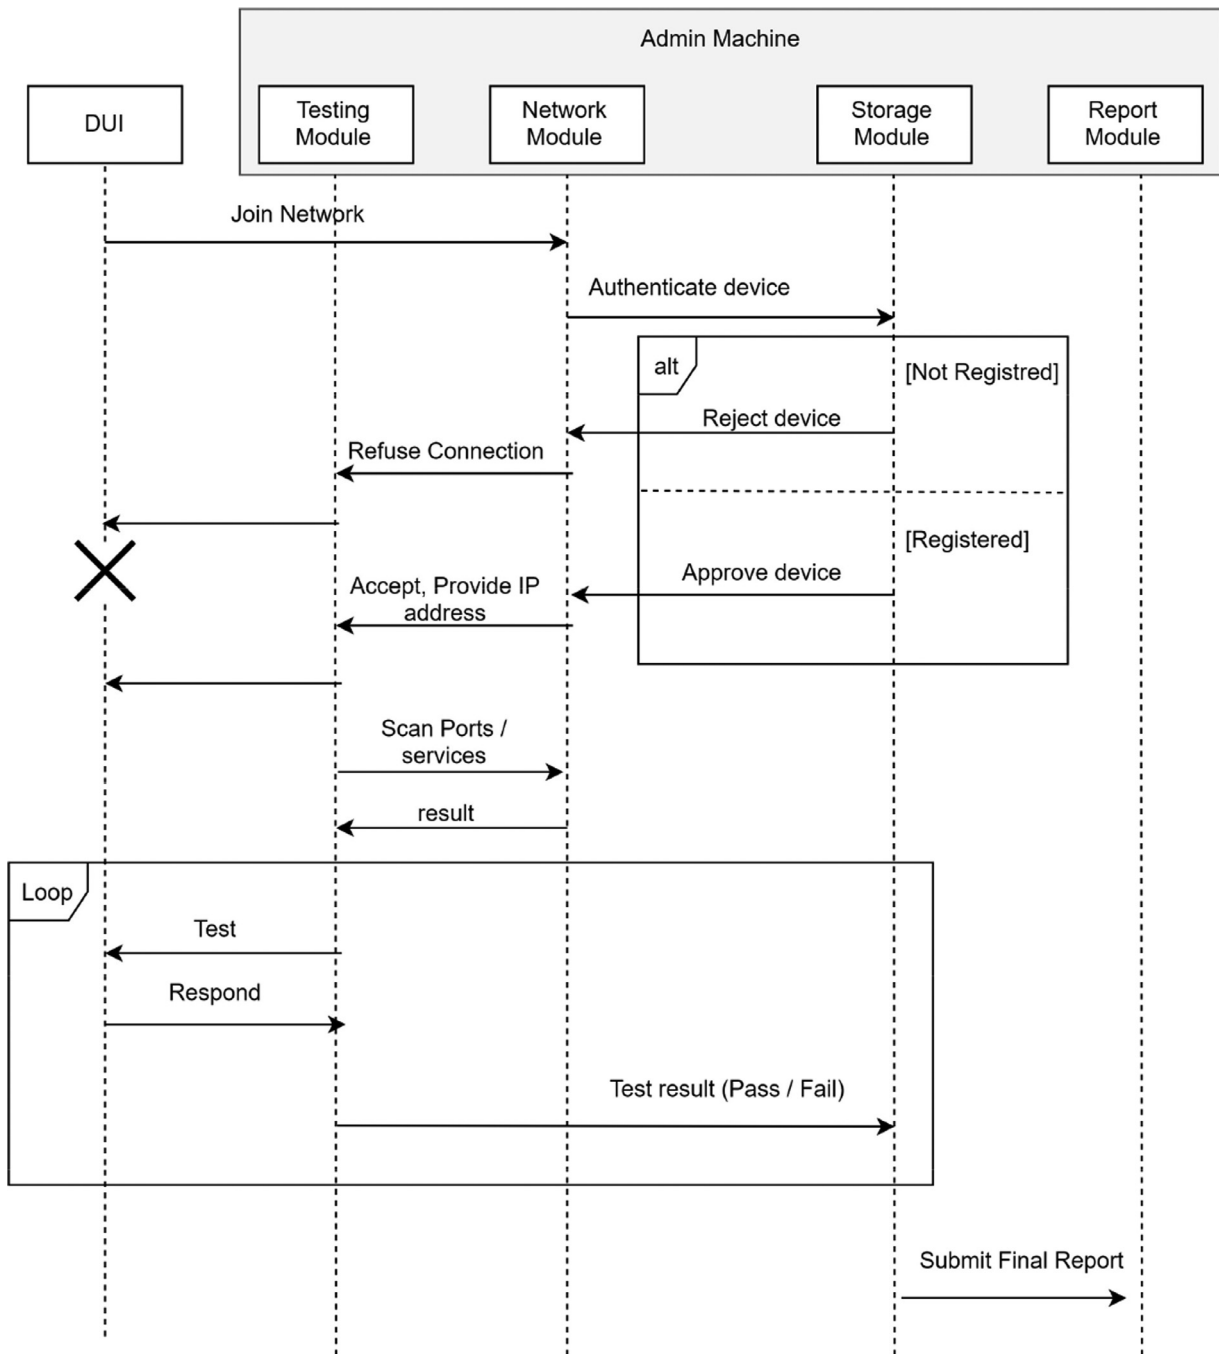 Admin Machine
DUI
Testing
Module
Network
Module
Storage
Module
Report
Module
Join Network
Authenticate device
alt
[Not Registred]
Reject device
Refuse Connection
[Registered]
Approve device
Accept, Provide IP
address
Scan Ports /
services
result
Loop
Test
Respond
Test result (Pass / Fail)
Submit Final Report